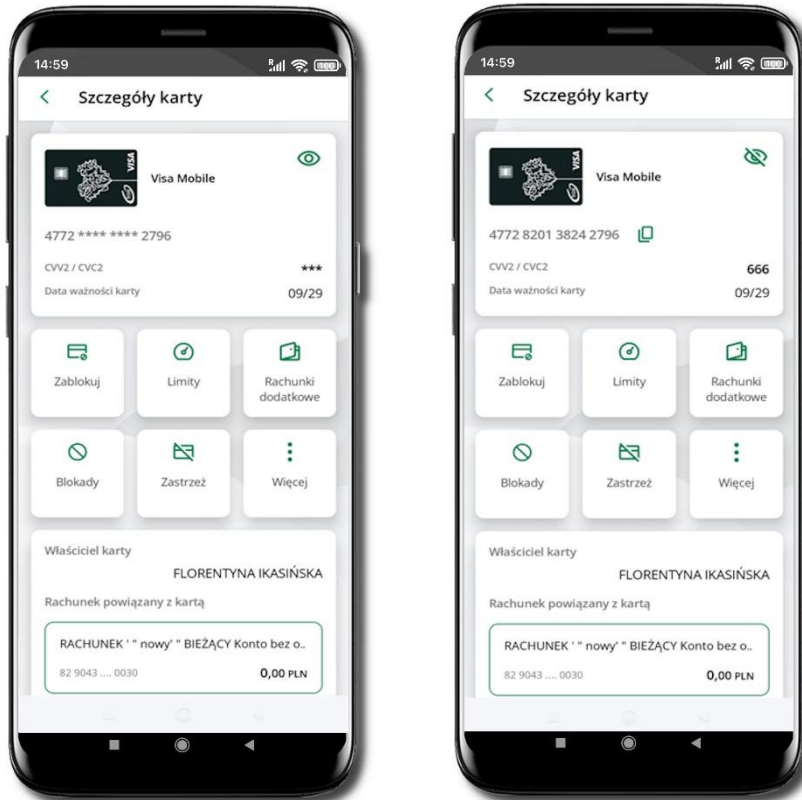 14:59
Szczegóły karty
VISA
Visa Mobile
4772 **** **** 2796
CVV2 / CVC2 ***
Data ważności karty 09/29
Zablokuj Limity Rachunki dodatkowe
Blokady Zastrzeż Więcej
Właściciel karty
FLORENTYNA IKASIŃSKA
Rachunek powiązany z kartą
RACHUNEK ' " nowy' " BIEŻĄCY Konto bez o..
82 9043 .... 0030 0,00 PLN
14:59
Szczegóły karty
VISA
Visa Mobile
4772 8201 3824 2796
CVV2 / CVC2 666
Data ważności karty 09/29
Zablokuj Limity Rachunki dodatkowe
Blokady Zastrzeż Więcej
Właściciel karty
FLORENTYNA IKASIŃSKA
Rachunek powiązany z kartą
RACHUNEK ' " nowy' " BIEŻĄCY Konto bez o..
82 9043 .... 0030 0,00 PLN